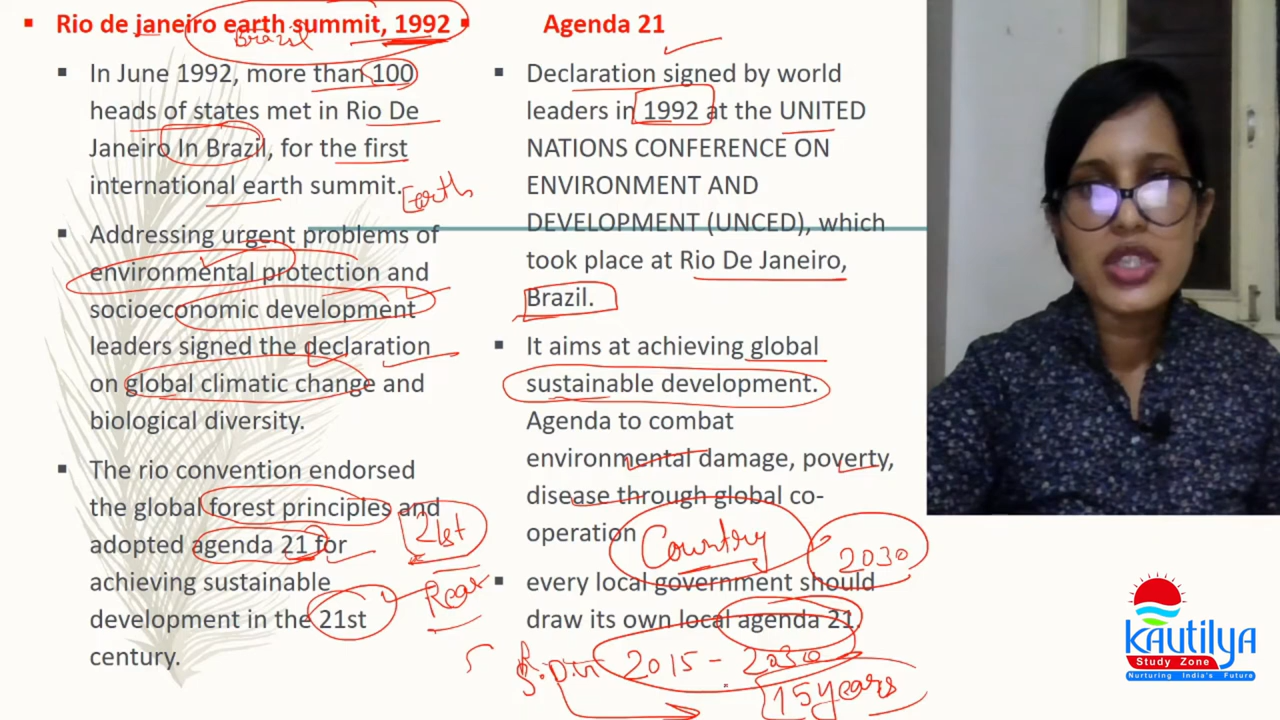 Rio de janeiro earth summit, 1992
Brazil
In June 1992, more than 100
heads of states met in Rio De
Janeiro In Brazil, for the first
international earth summit.
Earth
Addressing urgent problems of
environmental protection and
socioeconomic development
leaders signed the declaration
on global climatic change and
biological diversity.
The rio convention endorsed
the global forest principles and
adopted agenda 21 for
achieving sustainable
development in the 21st
century.
21st
Agenda 21
Declaration signed by world
leaders in 1992 at the UNITED
NATIONS CONFERENCE ON
ENVIRONMENT AND
DEVELOPMENT (UNCED), which
took place at Rio De Janeiro,
Brazil.
It aims at achieving global
sustainable development.
Agenda to combat
environmental damage, poverty,
disease through global co-
operation
Country
2030
every local government should
draw its own local agenda 21.
2015 - 2030
15 years
Kautilya
Study Zone
Nurturing India's Future